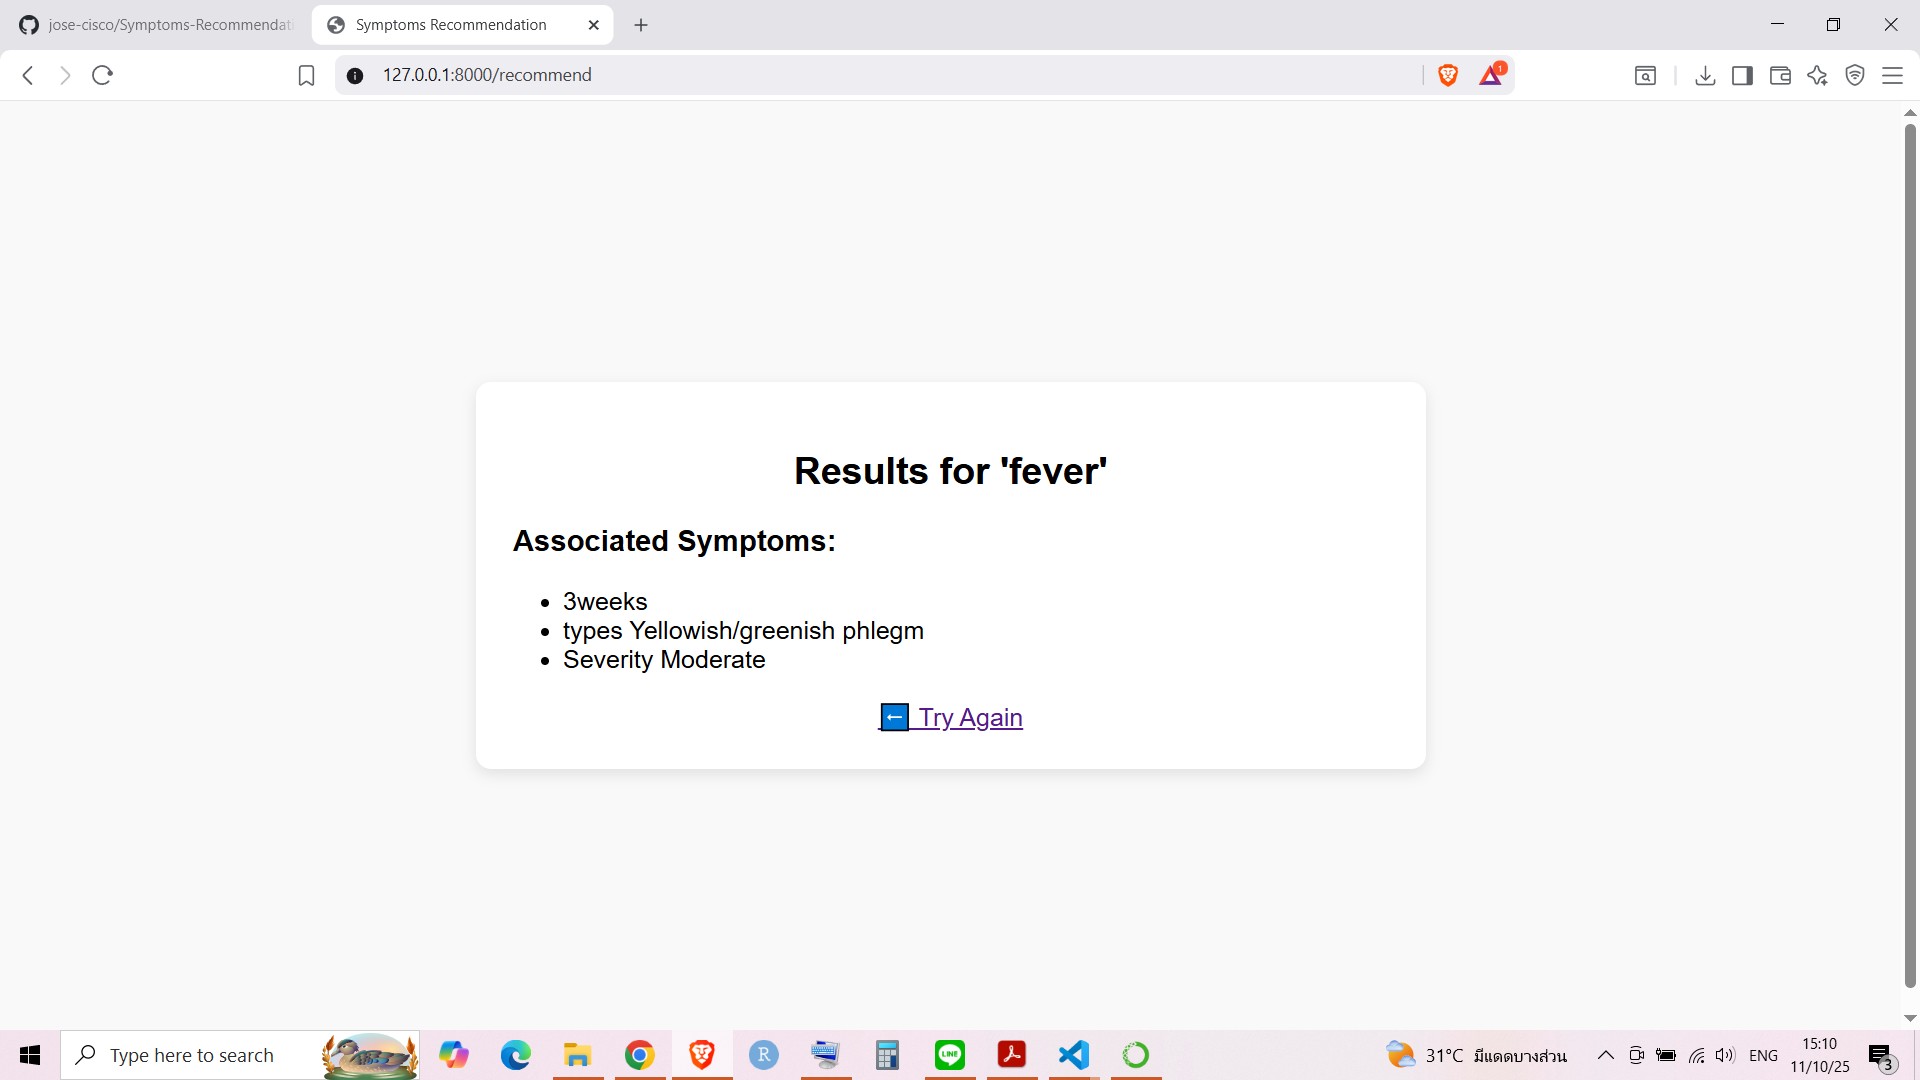 jose-cisco/Symptoms-Recommendat
Symptoms Recommendation
127.0.0.1:8000/recommend
1
Results for 'fever'
Associated Symptoms:
3weeks
types Yellowish/greenish phlegm
Severity Moderate
← Try Again
Type here to search
R
LINE
31°C มีแดดบางส่วน
ENG
15:10
11/10/25
3